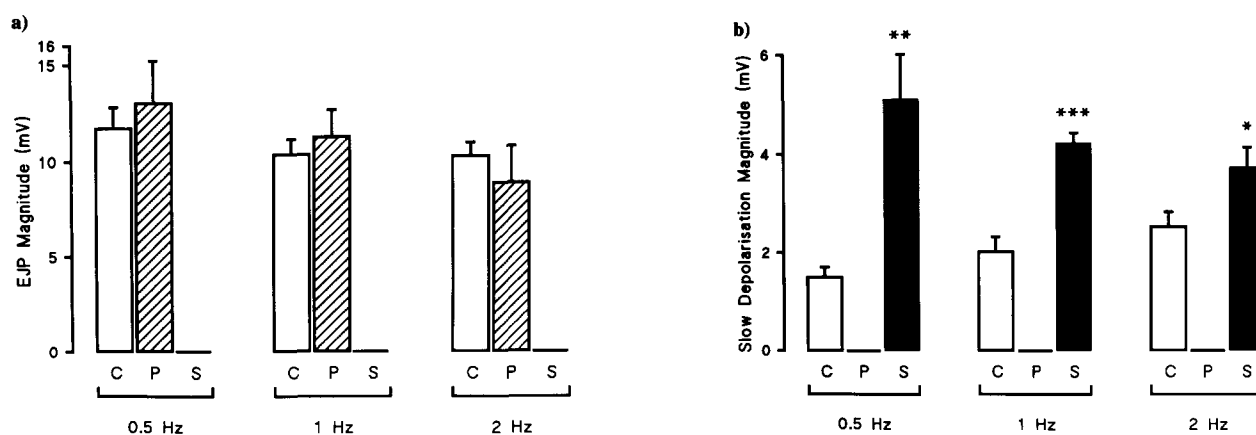 a)
EJP Magnitude (mV)
16
15
10
5
0
C P S C P S C P S
0.5 Hz 1 Hz 2 Hz
b)
Slow Depolarisation Magnitude (mV)
6
4
2
0
** *** *
C P S C P S C P S
0.5 Hz 1 Hz 2 Hz